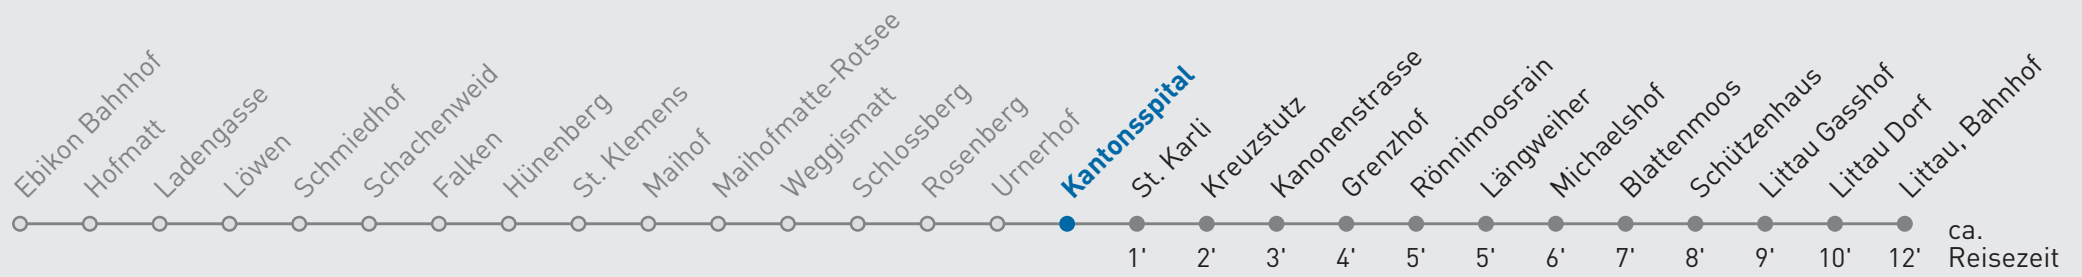 Ebikon Bahnhof
Hofmatt
Ladengasse
Löwen
Schmiedhof
Schachenweid
Falken
Hünenberg
St. Klemens
Maihof
Maihofmatte-Rotsee
Weggismatt
Schlossberg
Rosenberg
Urnerhof
Kantonsspital
St. Karli
Kreuzstutz
Kanonenstrasse
Grenzhof
Rönnimoosrain
Längweiher
Michaelshof
Blattenmoos
Schützenhaus
Littau Gasshof
Littau Dorf
Littau, Bahnhof
1' 2' 3' 4' 5' 5' 6' 7' 8' 9' 10' 12'
ca.
Reisezeit